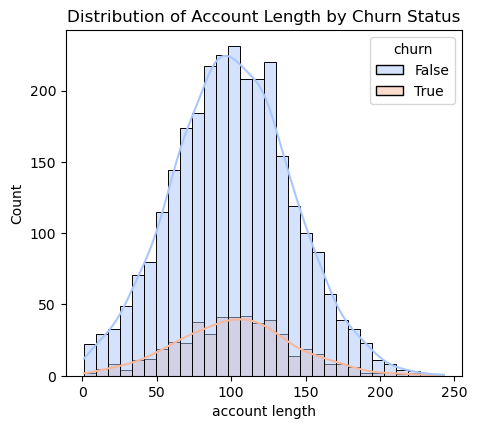 Distribution of Account Length by Churn Status
churn
False
True
200
150
100
50
0
Count
0 50 100 150 200 250
account length